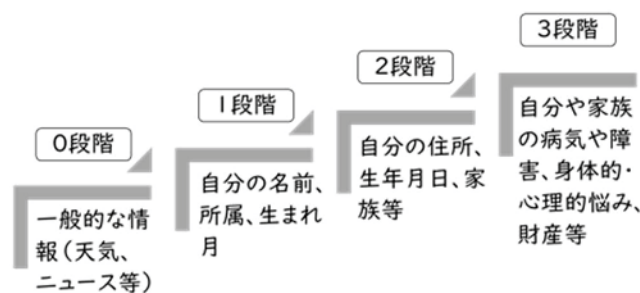 0段階
一般的な情
報(天気、
ニュース等)
1段階
自分の名前、
所属、生まれ
月
2段階
自分の住所、
生年月日、家
族等
3段階
自分や家族
の病気や障
害、身体的・
心理的悩み、
財産等